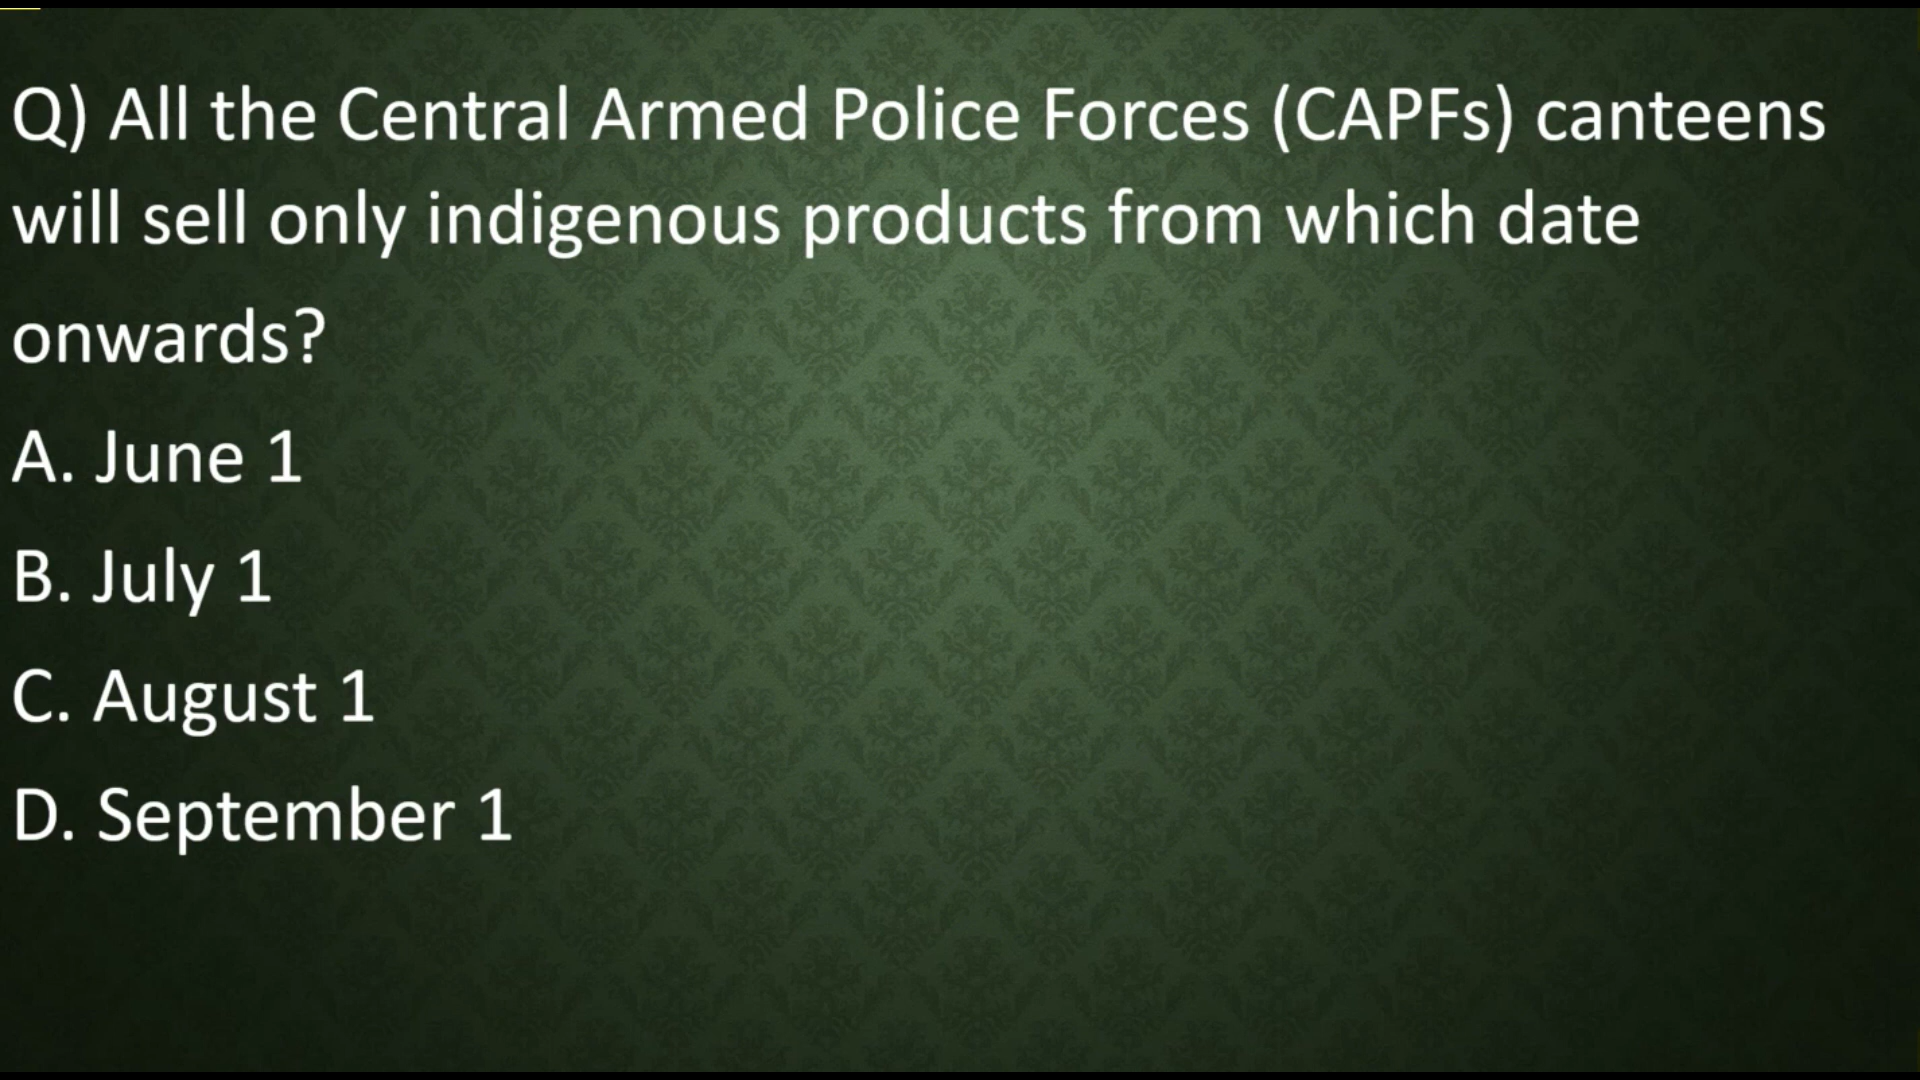 Q) All the Central Armed Police Forces (CAPFs) canteens
will sell only indigenous products from which date
onwards?
A. June 1
B. July 1
C. August 1
D. September 1